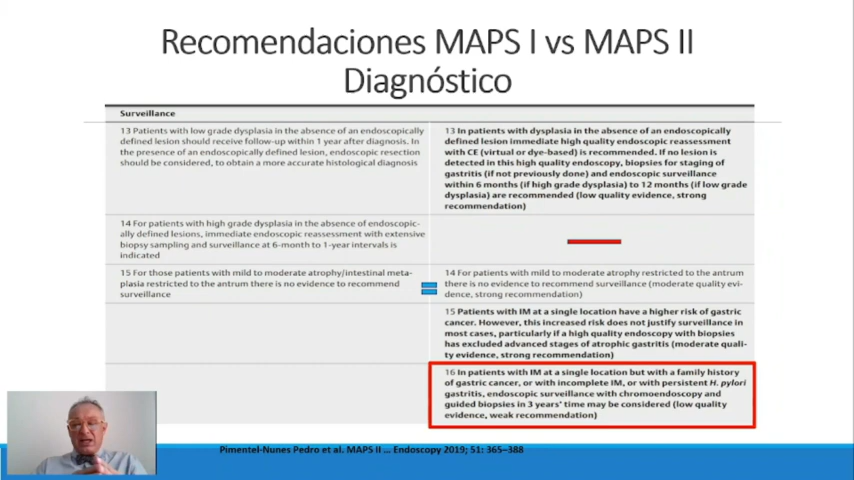 Recomendaciones MAPS I vs MAPS II
Diagnóstico
Surveillance
13 Patients with low grade dysplasia in the absence of an endoscopically
defined lesion should receive follow-up within 1 year after diagnosis. In
the presence of an endoscopically defined lesion, endoscopic resection
should be considered, to obtain a more accurate histological diagnosis
13 In patients with dysplasia in the absence of an endoscopically
defined lesion immediate high quality endoscopic reassessment
with CE (virtual or dye-based) is recommended. If no lesion is
detected in this high quality endoscopy, biopsies for staging of
gastritis (if not previously done) and endoscopic surveillance
within 6 months (if high grade dysplasia) to 12 months (if low grade
dysplasia) are recommended (low quality evidence, strong
recommendation)
14 For patients with high grade dysplasia in the absence of endoscopic-
ally defined lesions, immediate endoscopic reassessment with extensive
biopsy sampling and surveillance at 6-month to 1-year intervals is
indicated
15 For those patients with mild to moderate atrophy/intestinal meta-
plasia restricted to the antrum there is no evidence to recommend
surveillance
14 For patients with mild to moderate atrophy restricted to the antrum
there is no evidence to recommend surveillance (moderate quality evi-
dence, strong recommendation)
15 Patients with IM at a single location have a higher risk of gastric
cancer. However, this increased risk does not justify surveillance in
most cases, particularly if a high quality endoscopy with biopsies
has excluded advanced stages of atrophic gastritis (moderate quali-
ty evidence, strong recommendation)
16 In patients with IM at a single location but with a family history
of gastric cancer, or with incomplete IM, or with persistent H. pylori
gastritis, endoscopic surveillance with chromoendoscopy and
guided biopsies in 3 years' time may be considered (low quality
evidence, weak recommendation)
Pimentel-Nunes Pedro et al. MAPS II ... Endoscopy 2019; 51: 365–388